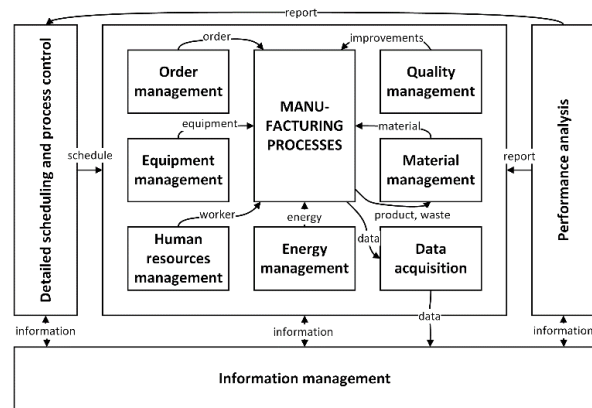 report
order
improvements
Order
management
MANU-
FACTURING
PROCESSES
Quality
management
Detailed scheduling and process control
Performance analysis
equipment
material
schedule
report
Equipment
management
Material
management
worker
energy
product, waste
data
Human
resources
management
Energy
management
Data
acquisition
data
information
information
information
Information management